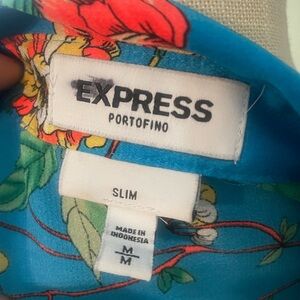 EXPRESS
PORTOFINO
SLIM
MADE IN
INDONESIA
M
M